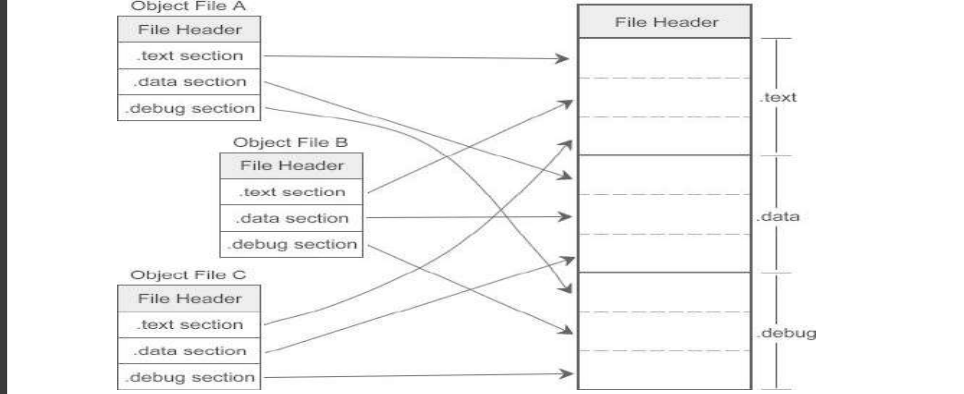 Object File A
File Header
.text section
.data section
.debug section
Object File B
File Header
.text section
.data section
.debug section
Object File C
File Header
.text section
.data section
.debug section
File Header
.text
.data
.debug